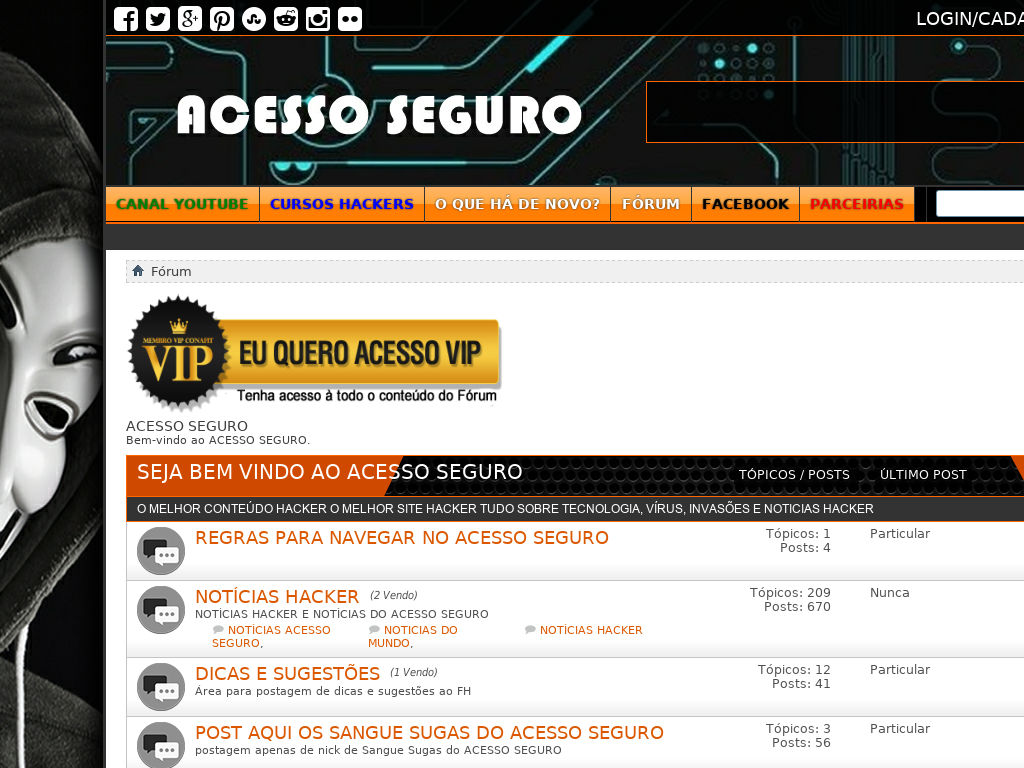 LOGIN/CADA
ACESSO SEGURO
CANAL YOUTUBE CURSOS HACKERS O QUE HÁ DE NOVO? FÓRUM FACEBOOK PARCEIRIAS
Fórum
MEMBRO VIP CONAFIT
VIP
EU QUERO ACESSO VIP
Tenha acesso à todo o conteúdo do Fórum
ACESSO SEGURO
Bem-vindo ao ACESSO SEGURO.
SEJA BEM VINDO AO ACESSO SEGURO TÓPICOS / POSTS ÚLTIMO POST
O MELHOR CONTEÚDO HACKER O MELHOR SITE HACKER TUDO SOBRE TECNOLOGIA, VÍRUS, INVASÕES E NOTICIAS HACKER
REGRAS PARA NAVEGAR NO ACESSO SEGURO Tópicos: 1 Particular
Posts: 4
NOTÍCIAS HACKER (2 Vendo) Tópicos: 209 Nunca
Posts: 670
NOTÍCIAS HACKER E NOTÍCIAS DO ACESSO SEGURO
NOTÍCIAS ACESSO NOTICIAS DO NOTÍCIAS HACKER
SEGURO, MUNDO,
DICAS E SUGESTÕES (1 Vendo) Tópicos: 12 Particular
Posts: 41
Área para postagem de dicas e sugestões ao FH
POST AQUI OS SANGUE SUGAS DO ACESSO SEGURO Tópicos: 3 Particular
Posts: 56
postagem apenas de nick de Sangue Sugas do ACESSO SEGURO